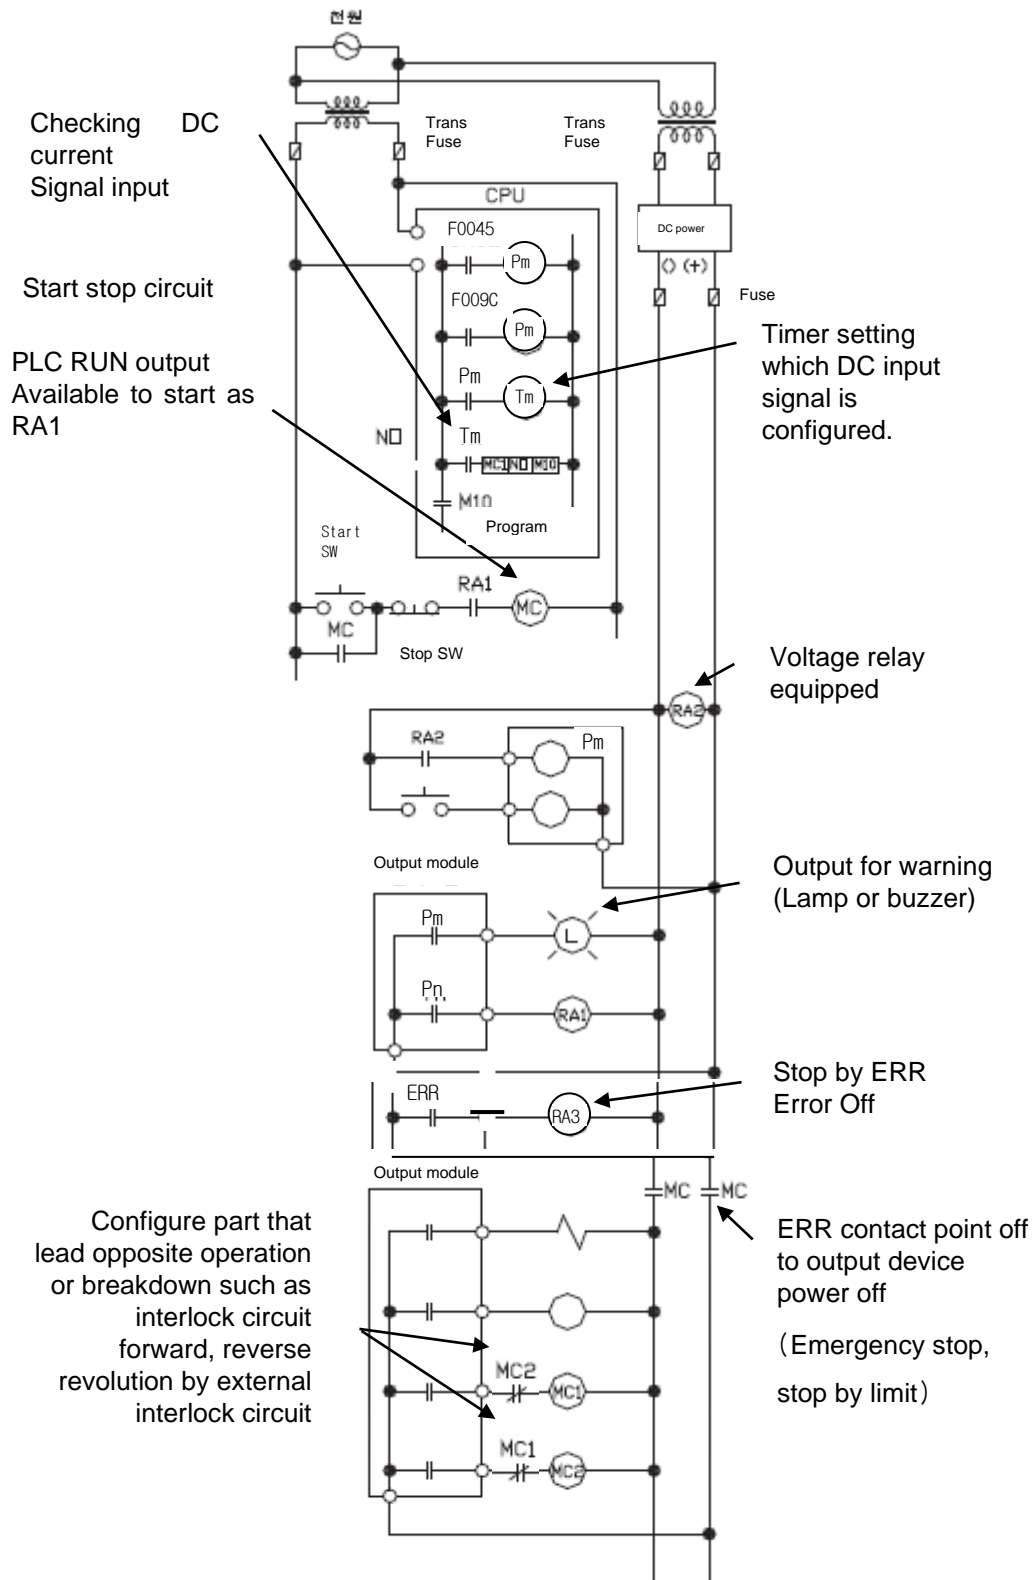 전원
Checking DC
current
Signal input
Trans
Fuse
Trans
Fuse
CPU
F0045
Pm
DC power
() (+)
Start stop circuit
F009C
Pm
Fuse
Timer setting
which DC input
signal is
configured.
PLC RUN output
Available to start as
RA1
Pm
Tm
Tm
N□
MC1 N□ M10
M10
Program
Start
SW
RA1
MC
MC
Stop SW
Voltage relay
equipped
RA2
RA2
Pm
Output module
Output for warning
(Lamp or buzzer)
Pm
L
Pn
RA1
Stop by ERR
Error Off
ERR
RA3
Output module
MC
MC
Configure part that
lead opposite operation
or breakdown such as
interlock circuit
forward, reverse
revolution by external
interlock circuit
ERR contact point off
to output device
power off
(Emergency stop,
stop by limit)
MC2
MC1
MC1
MC2